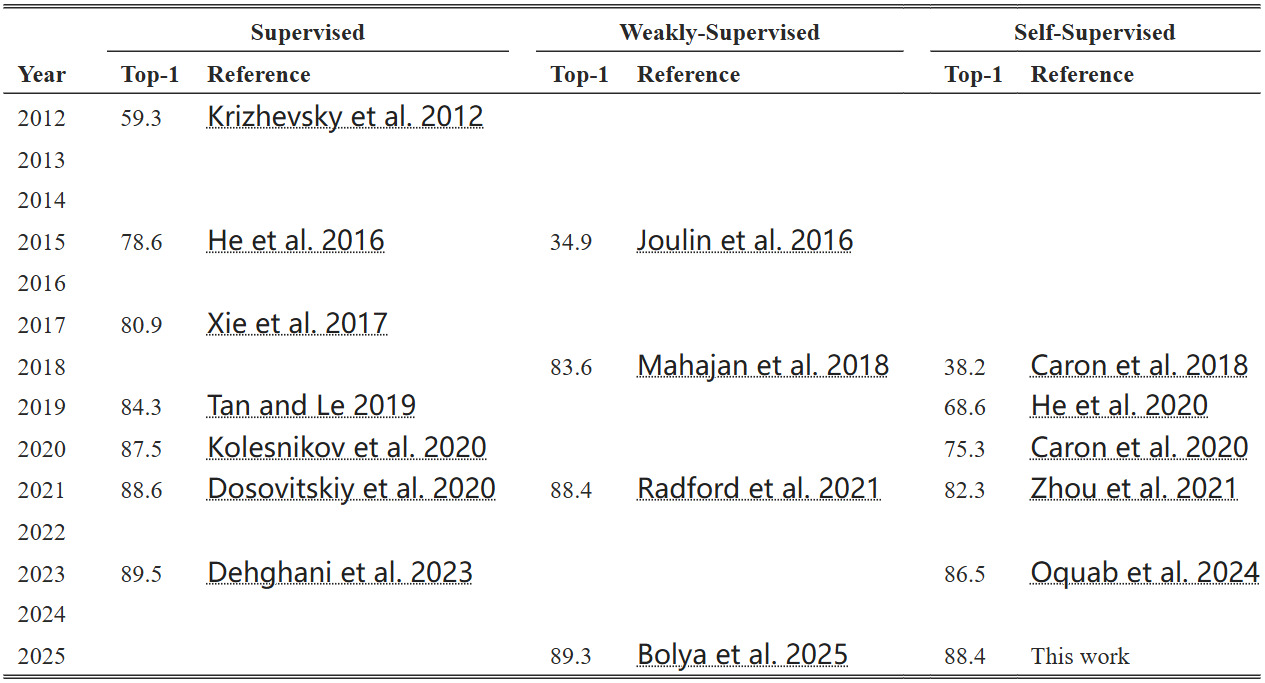 Supervised Weakly-Supervised Self-Supervised
Year Top-1 Reference Top-1 Reference Top-1 Reference
2012 59.3 Krizhevsky et al. 2012
2013
2014
2015 78.6 He et al. 2016 34.9 Joulin et al. 2016
2016
2017 80.9 Xie et al. 2017
2018 83.6 Mahajan et al. 2018 38.2 Caron et al. 2018
2019 84.3 Tan and Le 2019 68.6 He et al. 2020
2020 87.5 Kolesnikov et al. 2020 75.3 Caron et al. 2020
2021 88.6 Dosovitskiy et al. 2020 88.4 Radford et al. 2021 82.3 Zhou et al. 2021
2022
2023 89.5 Dehghani et al. 2023 86.5 Oquab et al. 2024
2024
2025 89.3 Bolya et al. 2025 88.4 This work